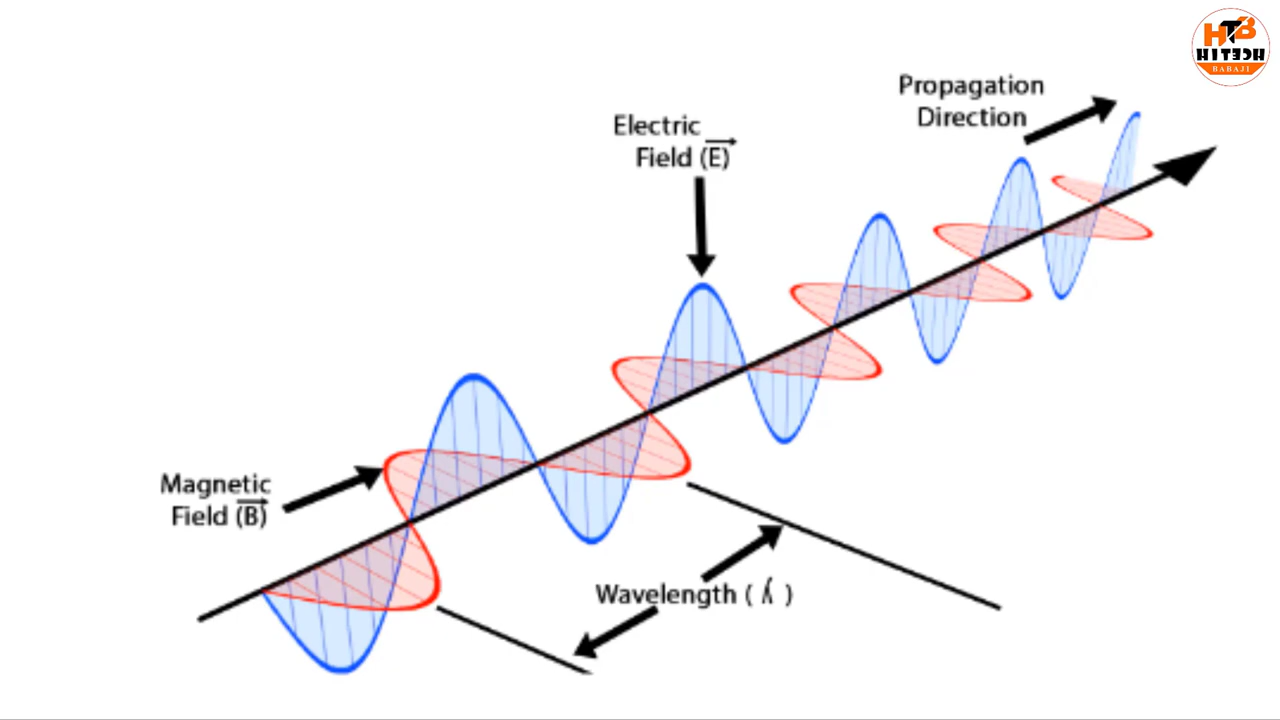 HTB
HITECH
BABAJI
Propagation
Direction
Electric
Field (E)
Magnetic
Field (B)
Wavelength ( λ )